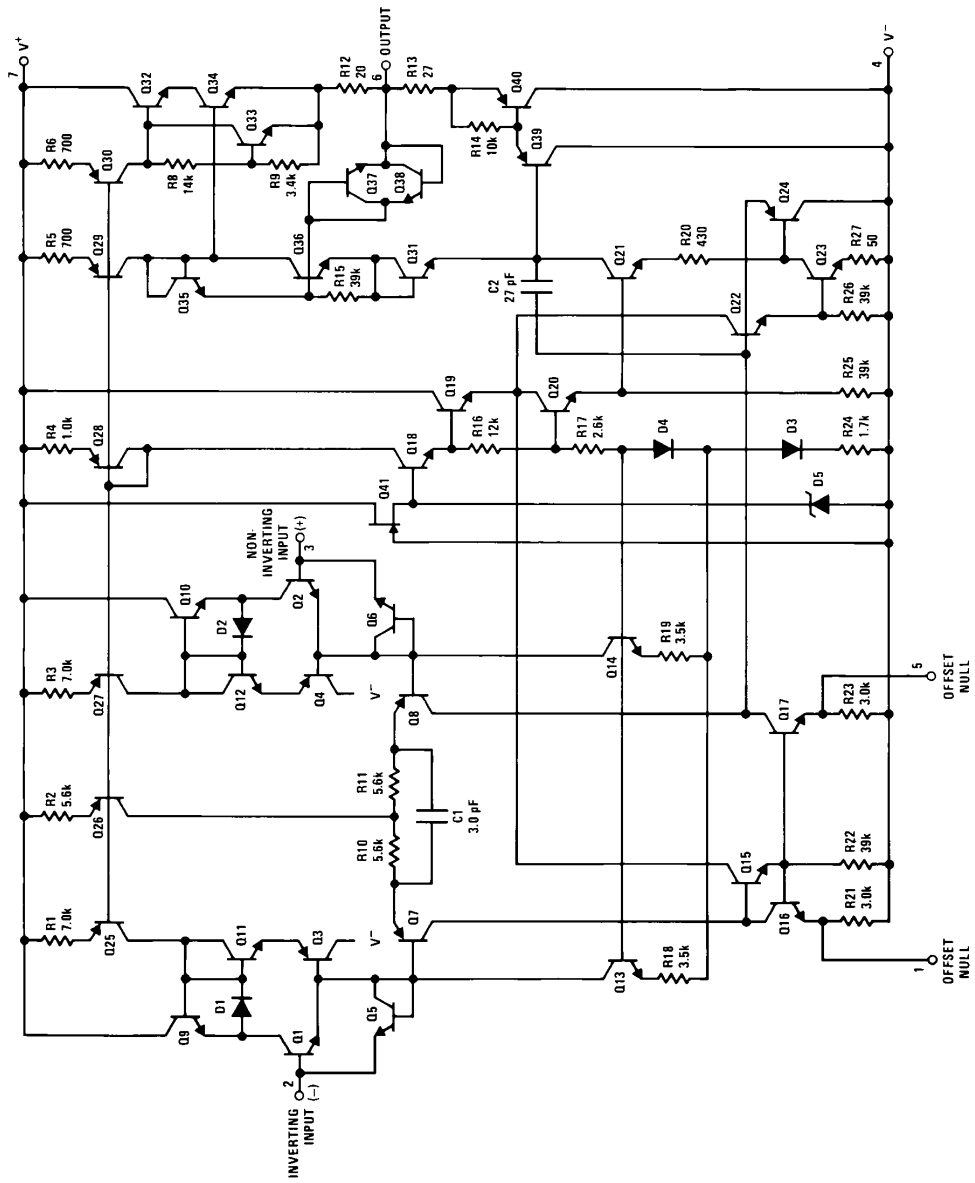 7 V+
R1
7.0k
R2
5.6k
R3
7.0k
R4
1.0k
R5
700
R6
700
Q25
Q26
Q27
Q28
Q29
Q30
Q32
Q9
Q11
D1
Q10
Q12
D2
Q35
R8
14k
Q33
Q34
R9
3.4k
INVERTING
INPUT
2
(–)
Q1
Q3
V–
Q4
V–
Q2
NON-
INVERTING
INPUT
3 (+)
Q41
Q36
Q37
Q38
R12
20
6
OUTPUT
R13
27
Q5
Q7
R10
5.6k
R11
5.6k
C1
3.0 pF
Q8
Q6
Q18
Q19
R15
39k
Q31
R14
10k
Q40
Q39
R16
12k
Q20
C2
27 pF
Q13
R18
3.5k
Q14
R19
3.5k
R17
2.6k
D4
Q21
R20
430
D3
Q22
Q24
Q15
Q16
Q17
D5
R24
1.7k
R25
39k
Q23
R26
39k
R27
50
R21
3.0k
R22
39k
R23
3.0k
4 V–
1
OFFSET
NULL
5
OFFSET
NULL